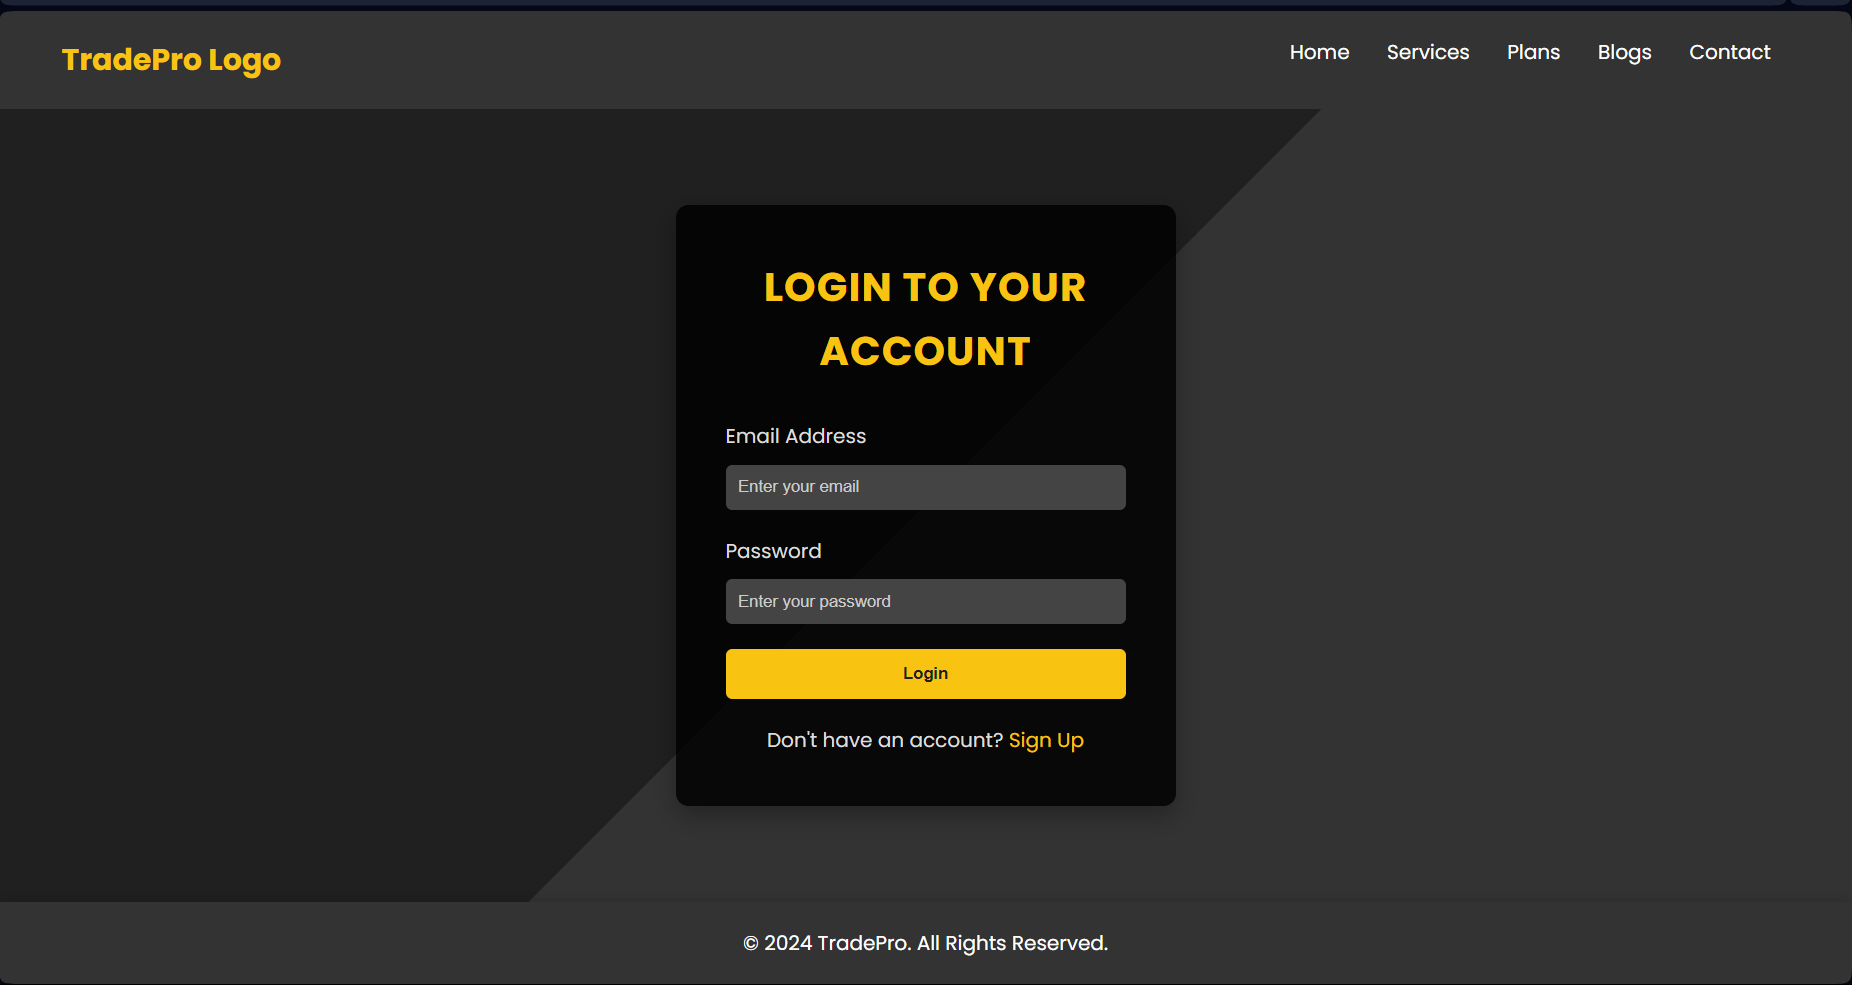 TradePro Logo
Home Services Plans Blogs Contact
LOGIN TO YOUR
ACCOUNT
Email Address
Enter your email
Password
Enter your password
Login
Don't have an account? Sign Up
© 2024 TradePro. All Rights Reserved.